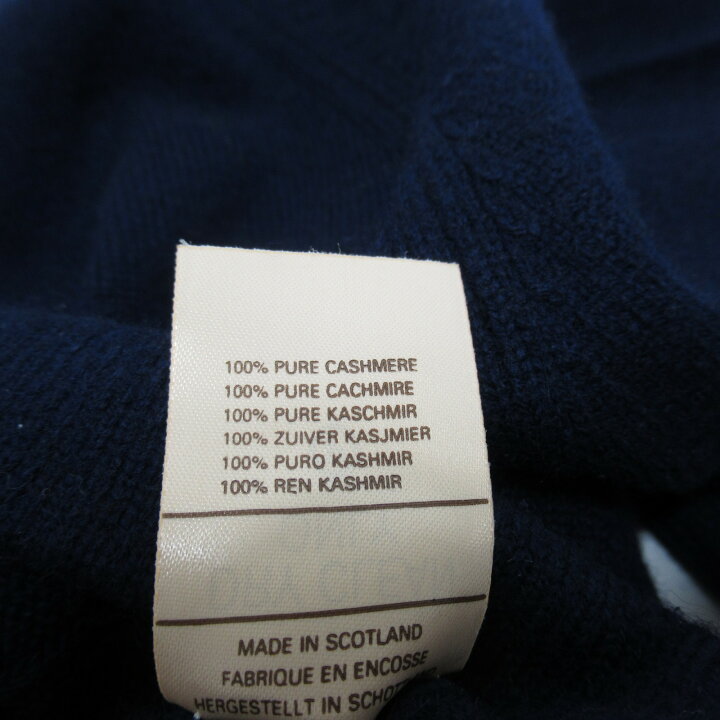 100% PURE CASHMERE
100% PURE CACHMIRE
100% PURE KASCHMIR
100% ZUIVER KASJMIER
100% PURO KASHMIR
100% REN KASHMIR
MADE IN SCOTLAND
FABRIQUE EN ENCOSSE
HERGESTELLT IN